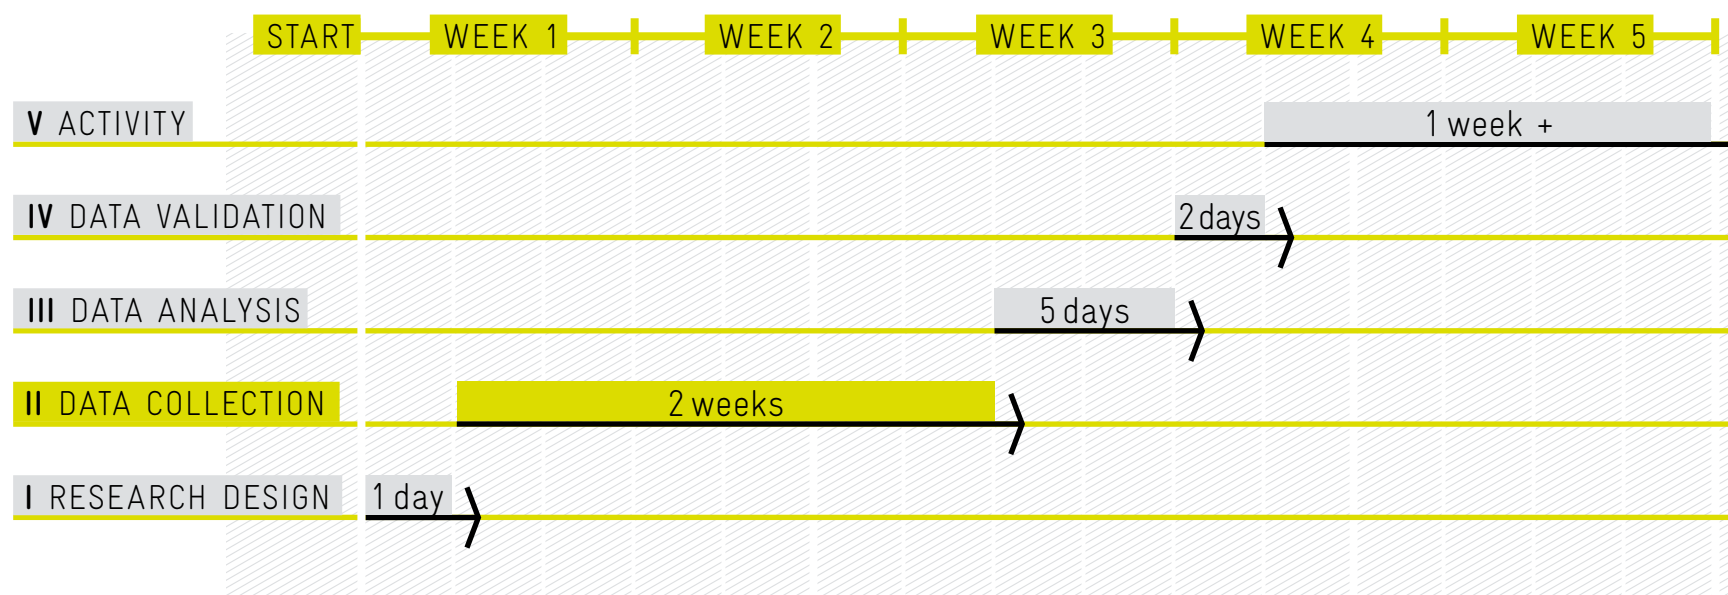 START WEEK 1 WEEK 2 WEEK 3 WEEK 4 WEEK 5
V ACTIVITY 1 week +
IV DATA VALIDATION 2 days
III DATA ANALYSIS 5 days
II DATA COLLECTION 2 weeks
I RESEARCH DESIGN 1 day